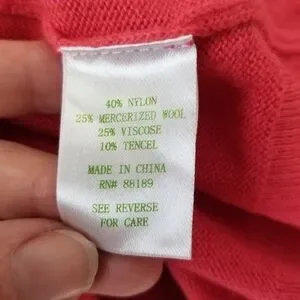 40% NYLON
25% MERCERIZED WOOL
25% VISCOSE
10% TENCEL
MADE IN CHINA
RN# 88189
SEE REVERSE
FOR CARE